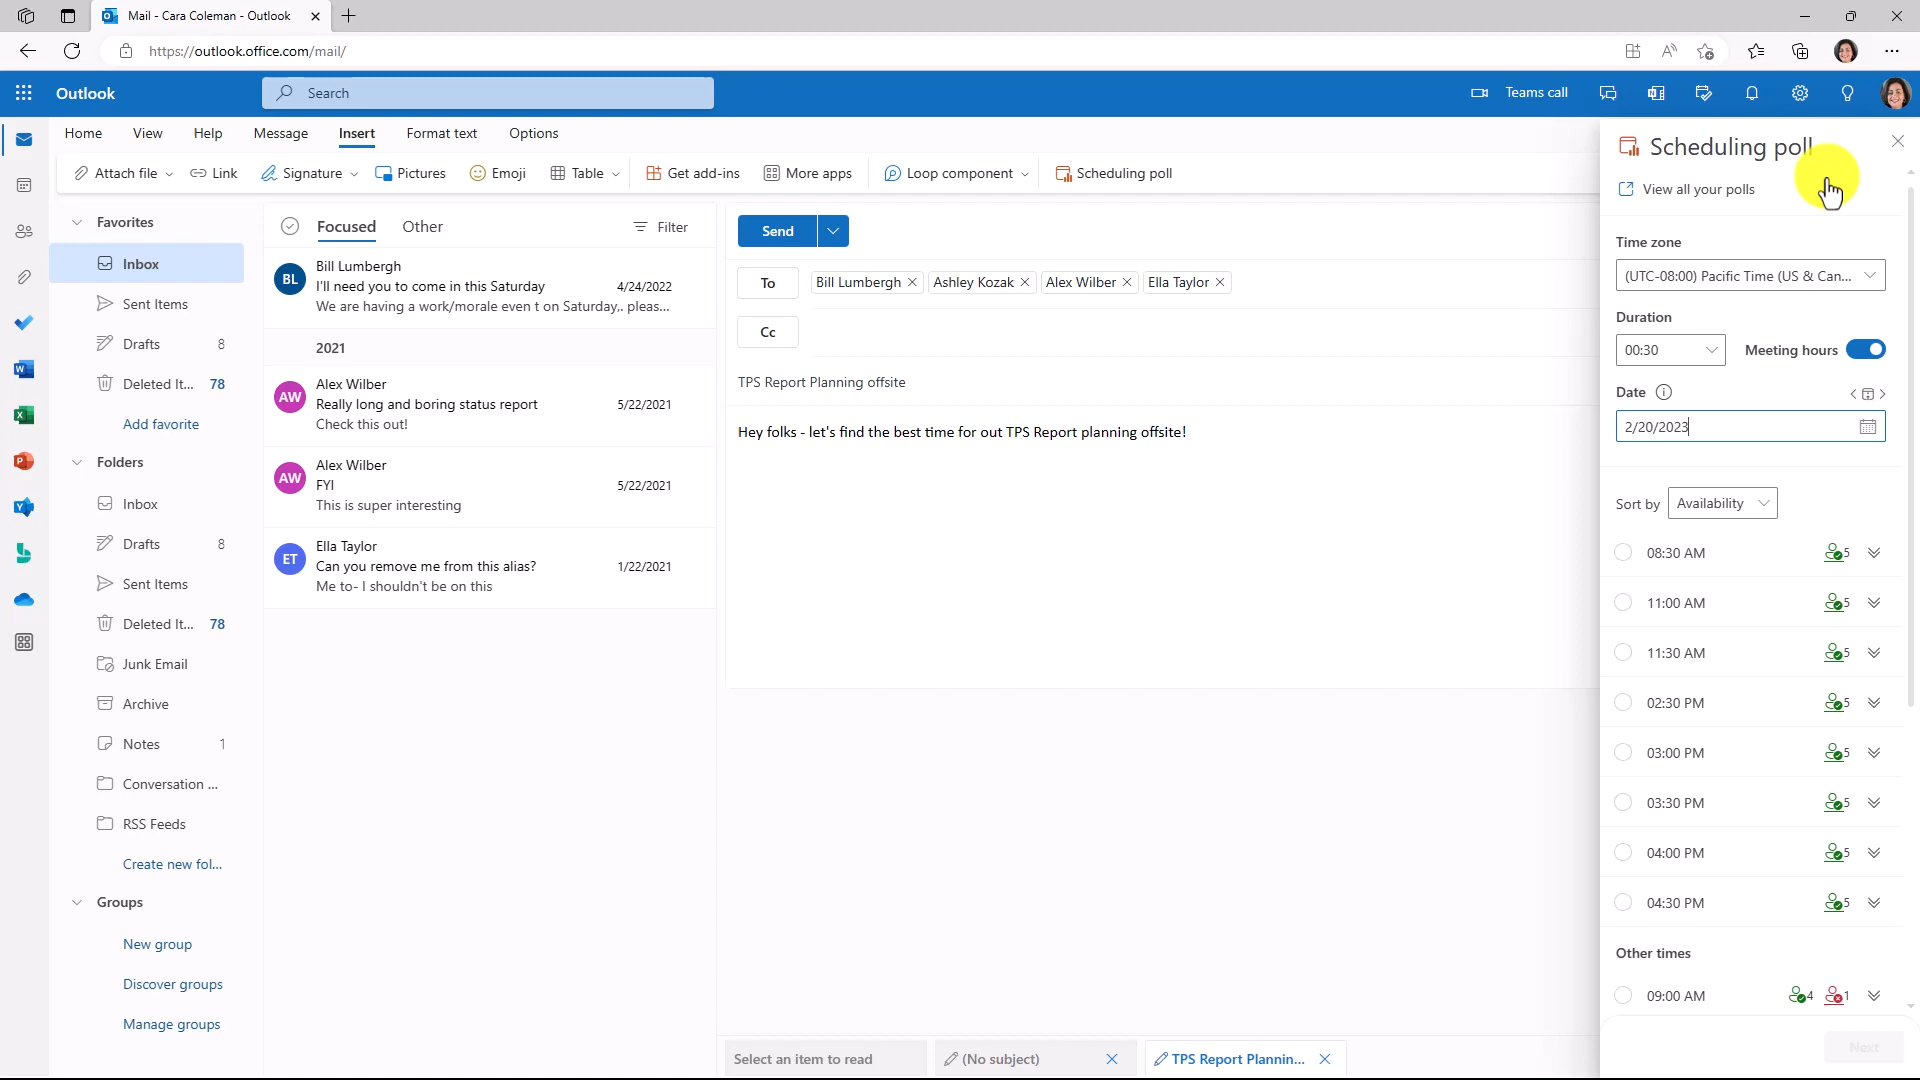 Mail - Cara Coleman - Outlook
https://outlook.office.com/mail/
Outlook
Search
Teams call
Home View Help Message Insert Format text Options
Attach file Link Signature Pictures Emoji Table Get add-ins More apps Loop component Scheduling poll
Favorites
Inbox
Sent Items
Drafts 8
Deleted It... 78
Add favorite
Folders
Inbox
Drafts 8
Sent Items
Deleted It... 78
Junk Email
Archive
Notes 1
Conversation ...
RSS Feeds
Create new fol...
Groups
New group
Discover groups
Manage groups
Focused Other Filter
BL
Bill Lumbergh
I'll need you to come in this Saturday 4/24/2022
We are having a work/morale even t on Saturday,. pleas...
2021
AW
Alex Wilber
Really long and boring status report 5/22/2021
Check this out!
AW
Alex Wilber
FYI 5/22/2021
This is super interesting
ET
Ella Taylor
Can you remove me from this alias? 1/22/2021
Me to- I shouldn't be on this
Send
To Bill Lumbergh Ashley Kozak Alex Wilber Ella Taylor
Cc
TPS Report Planning offsite
Hey folks - let's find the best time for out TPS Report planning offsite!
Select an item to read
(No subject)
TPS Report Plannin...
Scheduling poll
View all your polls
Time zone
(UTC-08:00) Pacific Time (US & Can...
Duration
00:30 Meeting hours
Date
2/20/2023
Sort by Availability
08:30 AM 5
11:00 AM 5
11:30 AM 5
02:30 PM 5
03:00 PM 5
03:30 PM 5
04:00 PM 5
04:30 PM 5
Other times
09:00 AM 4 1
Next